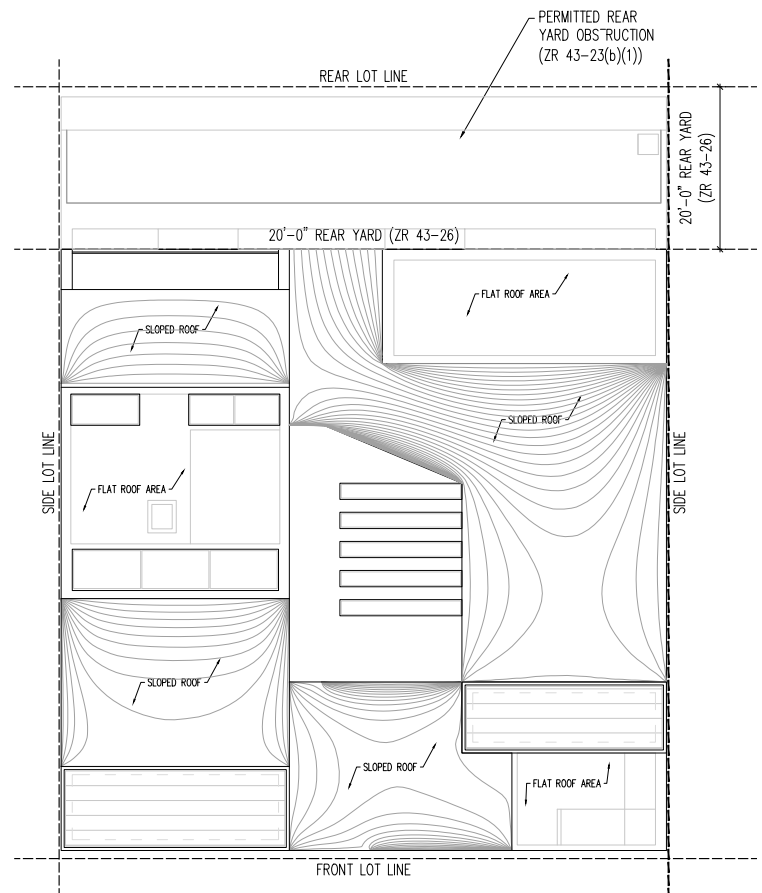 PERMITTED REAR
YARD OBSTRUCTION
(ZR 43-23(b)(1))
REAR LOT LINE
20'-0" REAR YARD
(ZR 43-26)
20'-0" REAR YARD (ZR 43-26)
FLAT ROOF AREA
SLOPED ROOF
SLOPED ROOF
SIDE LOT LINE
FLAT ROOF AREA
SIDE LOT LINE
SLOPED ROOF
SLOPED ROOF
FLAT ROOF AREA
FRONT LOT LINE